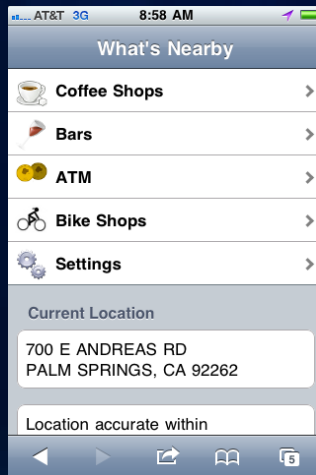 AT&T 3G 8:58 AM
What's Nearby
Coffee Shops
Bars
ATM
Bike Shops
Settings
Current Location
700 E ANDREAS RD
PALM SPRINGS, CA 92262
Location accurate within
5